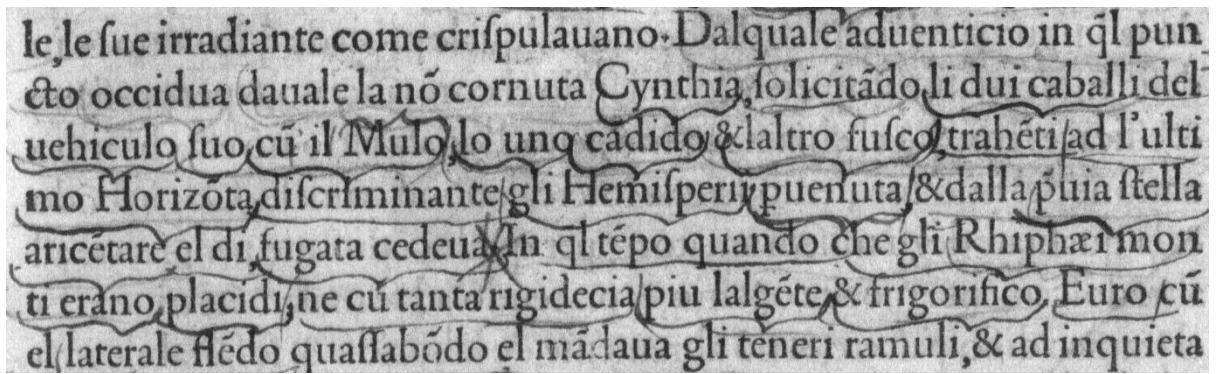 le, le ſue irradiante come criſpulauano. Dalquale aduenticio in q̃l pun
cto occidua dauale la nõ cornuta Cynthia, ſolicitãdo li dui caballi del
uehiculo ſuo cũ il Mulo, lo uno cãdido & laltro fuſco, trahẽti ad l'ulti
mo Horizõta, diſcriminante gli Hemiſperii puenuta, & dalla p̃uia ſtella
aricẽtare el di, fugata cedeua. In q̃l tẽpo quando che gli Rhiphæi mon
ti erano placidi, ne cũ tanta rigidecia piu lalgẽte & frigorifico Euro cũ
el laterale flẽdo quaſſabõdo el mãdaua gli teneri ramuli, & ad inquieta